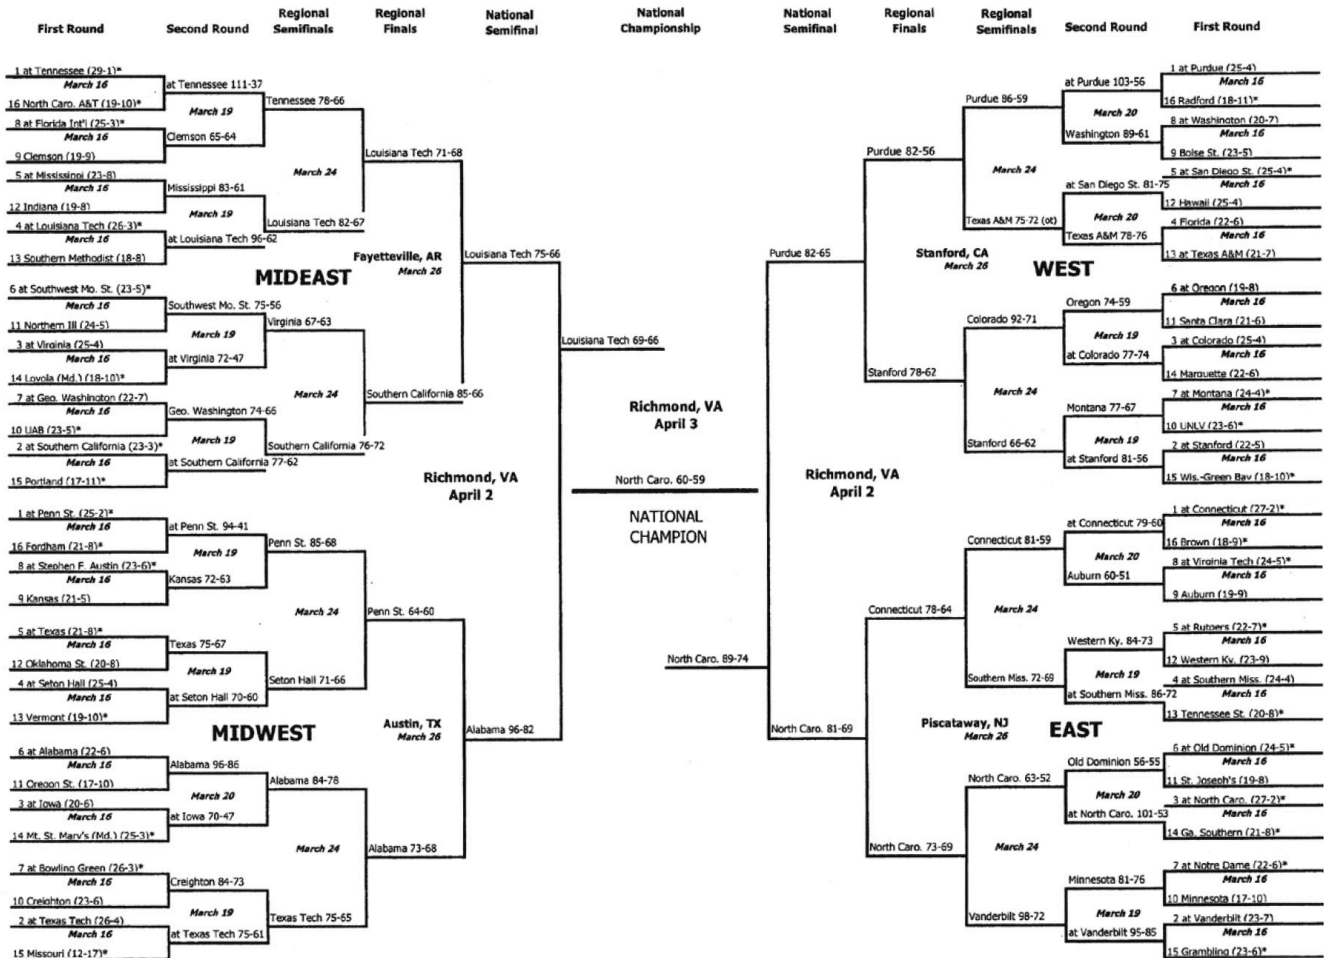 First Round
Second Round
Regional
Semifinals
Regional
Finals
National
Semifinal
National
Championship
National
Semifinal
Regional
Finals
Regional
Semifinals
Second Round
First Round
1 at Tennessee (29-1)*
March 16
16 North Caro. A&T (19-10)*
8 at Florida Int'l (25-3)*
March 16
9 Clemson (19-9)
5 at Mississippi (23-8)
March 16
12 Indiana (19-8)
4 at Louisiana Tech (26-3)*
March 16
13 Southern Methodist (18-8)
at Tennessee 111-37
March 19
Clemson 65-64
Mississippi 83-61
March 19
at Louisiana Tech 96-62
Tennessee 78-66
March 24
Louisiana Tech 82-67
Louisiana Tech 71-68
MIDEAST
Fayetteville, AR
March 26
6 at Southwest Mo. St. (23-5)*
March 16
11 Northern Ill (24-5)
3 at Virginia (25-4)
March 16
14 Loyola (Md.) (18-10)*
7 at Geo. Washington (22-7)
March 16
10 UAB (23-5)*
2 at Southern California (23-3)*
March 16
15 Portland (17-11)*
Southwest Mo. St. 75-56
March 19
at Virginia 72-47
Geo. Washington 74-66
March 19
at Southern California 77-62
Virginia 67-63
March 24
Southern California 76-72
Southern California 85-66
Louisiana Tech 75-66
Richmond, VA
April 2
1 at Penn St. (25-2)*
March 16
16 Fordham (21-8)*
8 at Stephen F. Austin (23-6)*
March 16
9 Kansas (21-5)
5 at Texas (21-8)*
March 16
12 Oklahoma St. (20-8)
4 at Seton Hall (25-4)
March 16
13 Vermont (19-10)*
at Penn St. 94-41
March 19
Kansas 72-63
Texas 75-67
March 19
at Seton Hall 70-60
Penn St. 85-68
March 24
Seton Hall 71-66
Penn St. 64-60
MIDWEST
Austin, TX
March 26
6 at Alabama (22-6)
March 16
11 Oregon St. (17-10)
3 at Iowa (20-6)
March 16
14 Mt. St. Mary's (Md.) (25-3)*
7 at Bowling Green (26-3)*
March 16
10 Creighton (23-6)
2 at Texas Tech (26-4)
March 16
15 Missouri (12-17)*
Alabama 96-86
March 20
at Iowa 70-47
Creighton 84-73
March 19
at Texas Tech 75-61
Alabama 84-78
March 24
Texas Tech 75-65
Alabama 73-68
Alabama 96-82
Louisiana Tech 69-66
Richmond, VA
April 3
North Caro. 60-59
NATIONAL
CHAMPION
North Caro. 89-74
Purdue 82-65
Richmond, VA
April 2
North Caro. 81-69
Purdue 82-56
Stanford, CA
March 26
WEST
Stanford 78-62
Purdue 86-59
March 24
Texas A&M 75-72 (ot)
at Purdue 103-56
March 20
Washington 89-61
at San Diego St. 81-75
March 20
Texas A&M 78-76
1 at Purdue (25-4)
March 16
16 Radford (18-11)*
8 at Washington (20-7)
March 16
9 Boise St. (23-5)
5 at San Diego St. (25-4)*
March 16
12 Hawaii (25-4)
4 Florida (22-6)
March 16
13 at Texas A&M (21-7)
Colorado 92-71
March 24
Stanford 66-62
Oregon 74-59
March 19
at Colorado 77-74
Montana 77-67
March 19
at Stanford 81-56
6 at Oregon (19-8)
March 16
11 Santa Clara (21-6)
3 at Colorado (25-4)
March 16
14 Marquette (22-6)
7 at Montana (24-4)*
March 16
10 UNLV (23-6)*
2 at Stanford (22-5)
March 16
15 Wis.-Green Bay (18-10)*
Connecticut 78-64
Piscataway, NJ
March 26
EAST
North Caro. 73-69
Connecticut 81-59
March 24
Southern Miss. 72-69
at Connecticut 79-60
March 20
Auburn 60-51
Western Ky. 84-73
March 19
at Southern Miss. 86-72
1 at Connecticut (27-2)*
March 16
16 Brown (18-9)*
8 at Virginia Tech (24-5)*
March 16
9 Auburn (19-9)
5 at Rutgers (22-7)*
March 16
12 Western Ky. (23-9)
4 at Southern Miss. (24-4)
March 16
13 Tennessee St. (20-8)*
North Caro. 63-52
March 24
Vanderbilt 98-72
Old Dominion 56-55
March 20
at North Caro. 101-53
Minnesota 81-76
March 19
at Vanderbilt 95-85
6 at Old Dominion (24-5)*
March 16
11 St. Joseph's (19-8)
3 at North Caro. (27-2)*
March 16
14 Ga. Southern (21-8)*
7 at Notre Dame (22-6)*
March 16
10 Minnesota (17-10)
2 at Vanderbilt (23-7)
March 16
15 Grambling (23-6)*